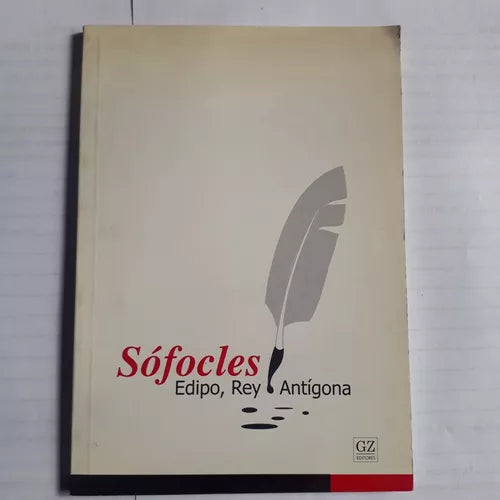 Sófocles
Edipo, Rey Antígona
GZ
EDITORES